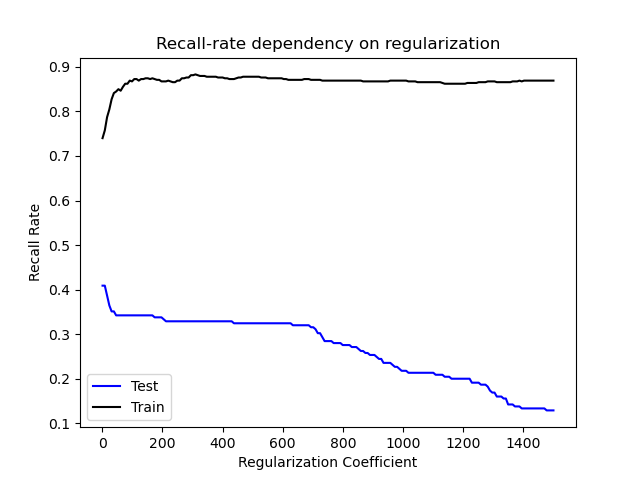 Recall-rate dependency on regularization
Recall Rate
0.9
0.8
0.7
0.6
0.5
0.4
0.3
0.2
0.1
Test
Train
0 200 400 600 800 1000 1200 1400
Regularization Coefficient